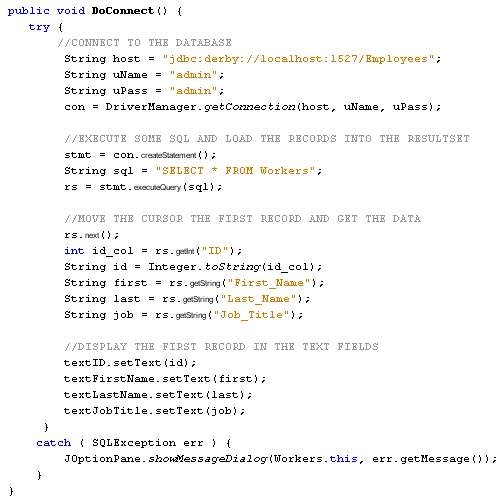 public void DoConnect() {
try {
//CONNECT TO THE DATABASE
String host = "jdbc:derby://localhost:1527/Employees";
String uName = "admin";
String uPass = "admin";
con = DriverManager.getConnection(host, uName, uPass);
//EXECUTE SOME SQL AND LOAD THE RECORDS INTO THE RESULTSET
stmt = con.createStatement();
String sql = "SELECT * FROM Workers";
rs = stmt.executeQuery(sql);
//MOVE THE CURSOR THE FIRST RECORD AND GET THE DATA
rs.next();
int id_col = rs.getInt("ID");
String id = Integer.toString(id_col);
String first = rs.getString("First_Name");
String last = rs.getString("Last_Name");
String job = rs.getString("Job_Title");
//DISPLAY THE FIRST RECORD IN THE TEXT FIELDS
textID.setText(id);
textFirstName.setText(first);
textLastName.setText(last);
textJobTitle.setText(job);
}
catch ( SQLException err ) {
JOptionPane.showMessageDialog(Workers.this, err.getMessage());
}
}